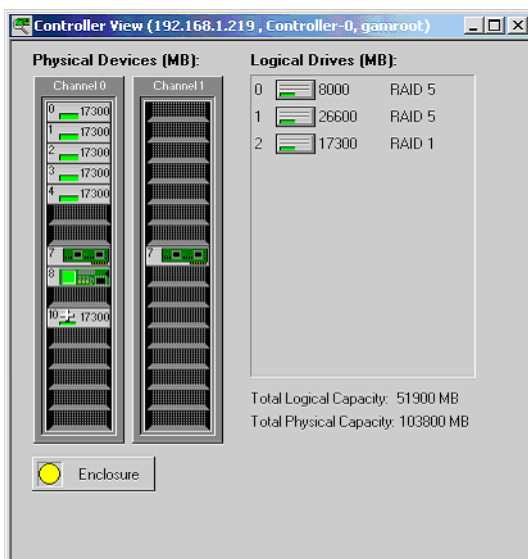 Controller View (192.168.1.219 , Controller-0, gamroot)
Physical Devices (MB):
Channel 0
Channel 1
0 17300
1 17300
2 17300
3 17300
4 17300
7
7
8
10 17300
Logical Drives (MB):
0 8000 RAID 5
1 26600 RAID 5
2 17300 RAID 1
Total Logical Capacity: 51900 MB
Total Physical Capacity: 103800 MB
Enclosure